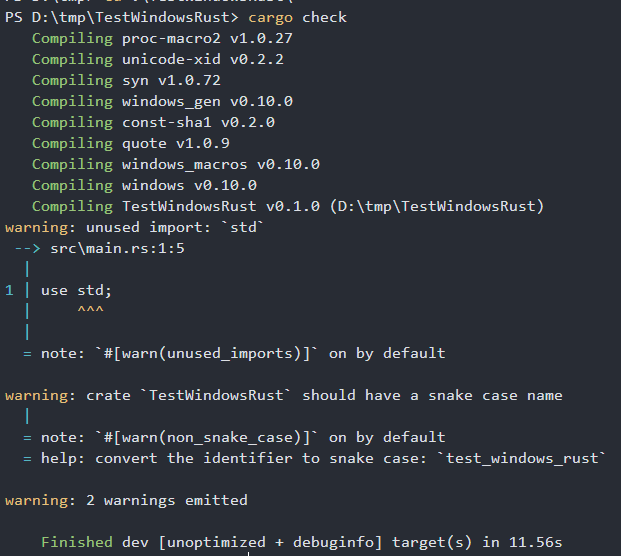 PS D:\tmp\TestWindowsRust> cargo check
Compiling proc-macro2 v1.0.27
Compiling unicode-xid v0.2.2
Compiling syn v1.0.72
Compiling windows_gen v0.10.0
Compiling const-sha1 v0.2.0
Compiling quote v1.0.9
Compiling windows_macros v0.10.0
Compiling windows v0.10.0
Compiling TestWindowsRust v0.1.0 (D:\tmp\TestWindowsRust)
warning: unused import: `std`
 --> src\main.rs:1:5
  |
1 | use std;
  |     ^^^
  |
  = note: `#[warn(unused_imports)]` on by default
warning: crate `TestWindowsRust` should have a snake case name
  |
  = note: `#[warn(non_snake_case)]` on by default
  = help: convert the identifier to snake case: `test_windows_rust`
warning: 2 warnings emitted
Finished dev [unoptimized + debuginfo] target(s) in 11.56s